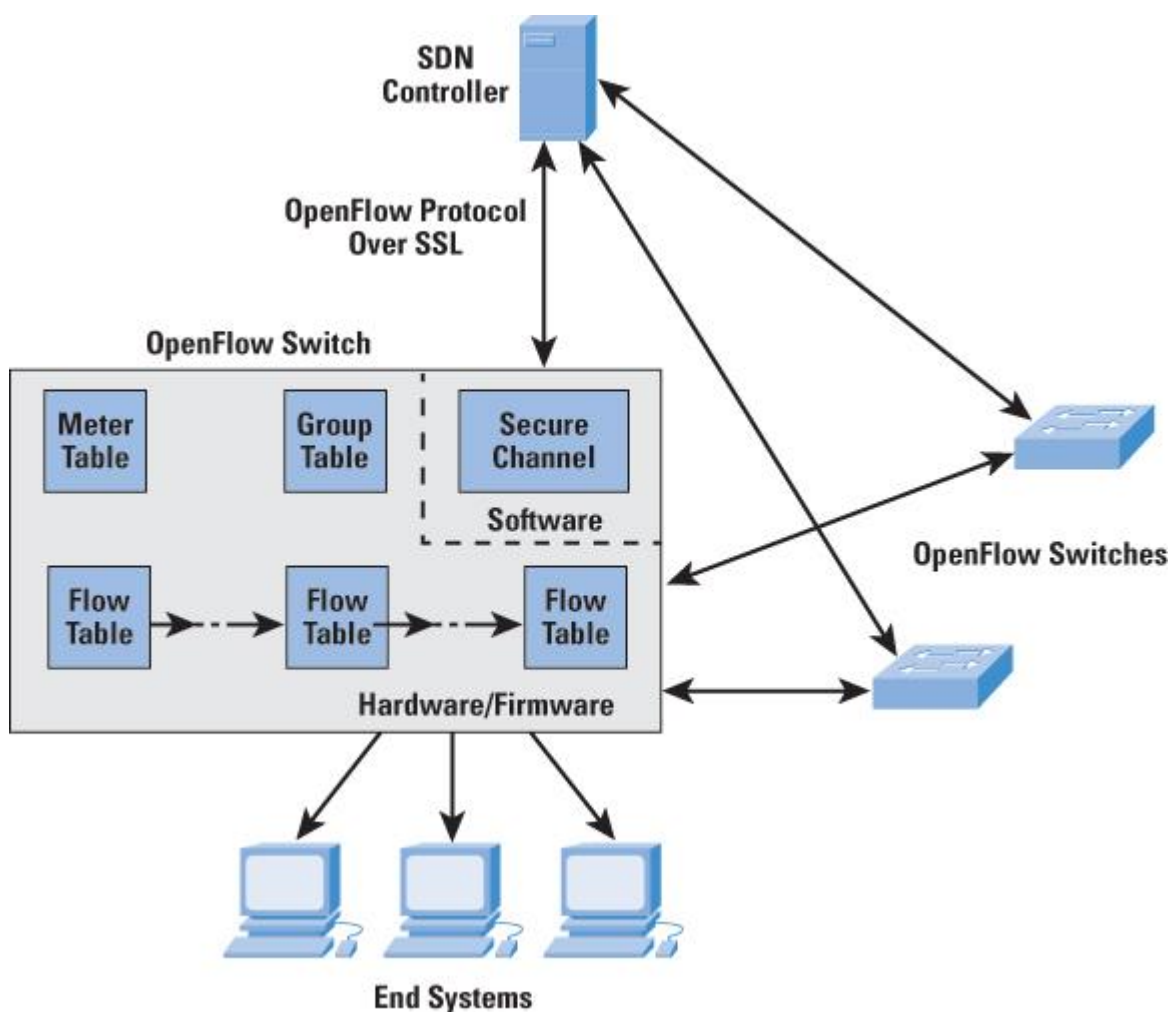 SDN
Controller
OpenFlow Protocol
Over SSL
OpenFlow Switch
Meter
Table
Group
Table
Secure
Channel
Software
OpenFlow Switches
Flow
Table
Flow
Table
Flow
Table
Hardware/Firmware
End Systems